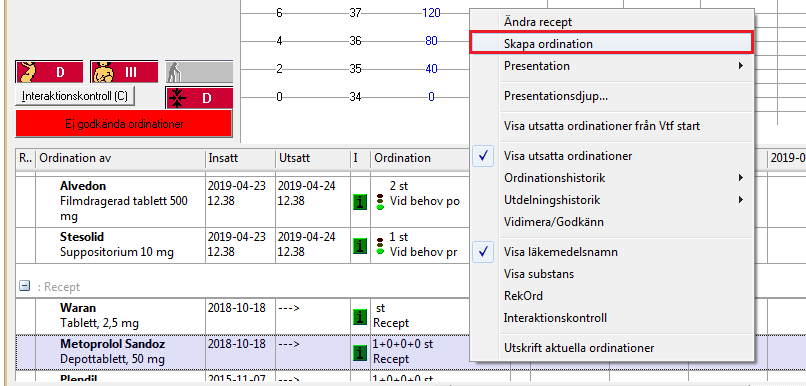 6 37 120
4 36 80
2 35 40
0 34 0
D III
D
Interaktionskontroll (C)
Ej godkända ordinationer
R.. Ordination av Insatt Utsatt I Ordination 2019-0
Alvedon 2019-04-23 2019-04-24 2 st
Filmdragerad tablett 500 12.38 12.38 i Vid behov po
mg
Stesolid 2019-04-23 2019-04-24 1 st
Suppositorium 10 mg 12.38 12.38 i Vid behov pr
: Recept
Waran 2018-10-18 ---> st
Tablett, 2,5 mg i Recept
Metoprolol Sandoz 2018-10-18 ---> 1+0+0+0 st
Depottablett, 50 mg i Recept
Plendil 2015-11-07 ---> 1+0+0+0 st
Ändra recept
Skapa ordination
Presentation
Presentationsdjup...
Visa utsatta ordinationer från Vtf start
Visa utsatta ordinationer
Ordinationshistorik
Utdelningshistorik
Vidimera/Godkänn
Visa läkemedelsnamn
Visa substans
RekOrd
Interaktionskontroll
Utskrift aktuella ordinationer